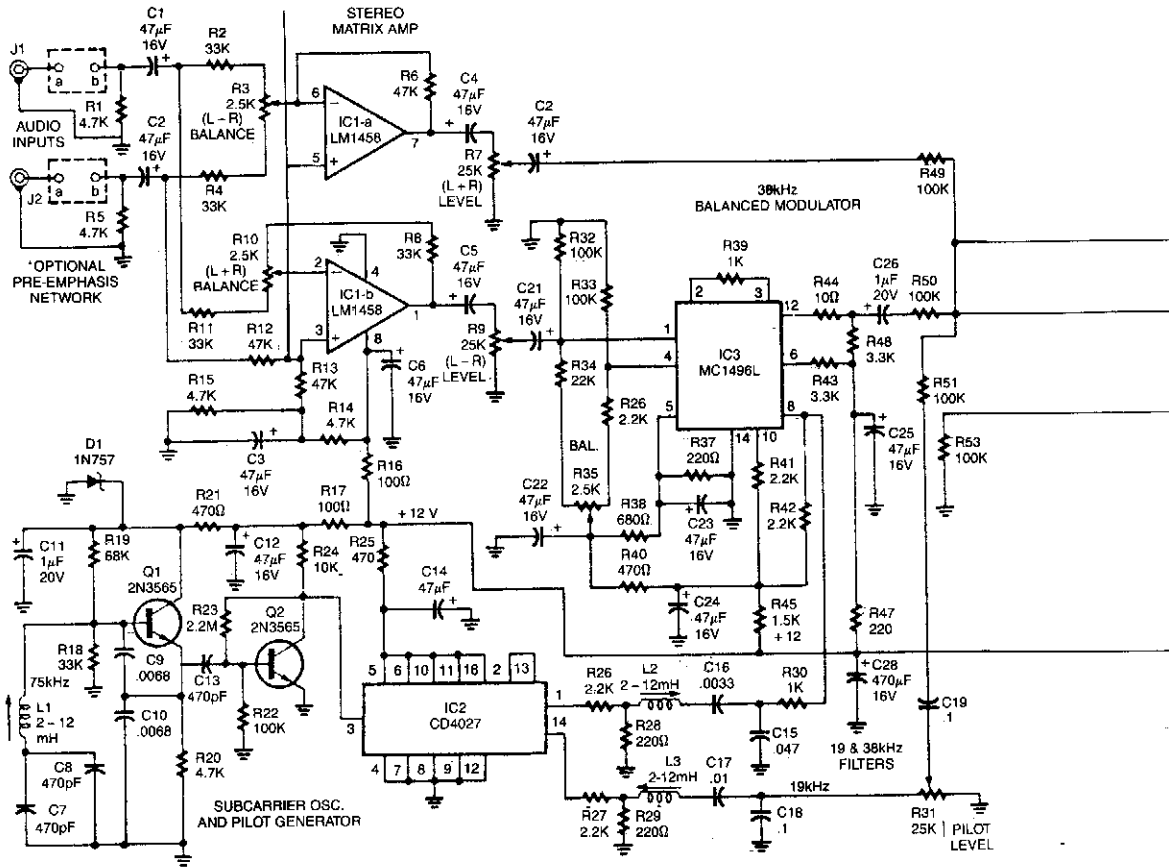 STEREO
MATRIX AMP
J1
a
b
R1
4.7K
AUDIO
INPUTS
C1
47µF
16V
R2
33K
R3
2.5K
(L – R)
BALANCE
6
–
IC1-a
LM1458
5
+
7
R6
47K
C4
47µF
16V
R7
25K
(L + R)
LEVEL
C2
47µF
16V
R49
100K
J2
a
b
R5
4.7K
C2
47µF
16V
R4
33K
*OPTIONAL
PRE-EMPHASIS
NETWORK
R10
2.5K
(L + R)
BALANCE
R11
33K
R12
47K
2
–
4
IC1-b
LM1458
3
+
8
1
R8
33K
C5
47µF
16V
R9
25K
(L – R)
LEVEL
C21
47µF
16V
C6
47µF
16V
R13
47K
R15
4.7K
R14
4.7K
C3
47µF
16V
R16
100Ω
38kHz
BALANCED MODULATOR
R32
100K
R33
100K
R34
22K
R26
2.2K
BAL.
R35
2.5K
R39
1K
2
3
12
1
4
5
6
8
14
10
IC3
MC1496L
R44
10Ω
C26
1µF
20V
R50
100K
R48
3.3K
R43
3.3K
R51
100K
R53
100K
C25
47µF
16V
R37
220Ω
C23
47µF
16V
R41
2.2K
R42
2.2K
C22
47µF
16V
R38
680Ω
R40
470Ω
C24
47µF
16V
R45
1.5K
+12
R47
220
C28
470µF
16V
D1
1N757
C11
1µF
20V
R19
68K
R21
470Ω
C12
47µF
16V
R17
100Ω
+12 V
R24
10K
R25
470
C14
47µF
Q1
2N3565
R23
2.2M
Q2
2N3565
R18
33K
C9
.0068
C13
470pF
75kHz
L1
2 – 12
mH
C10
.0068
R22
100K
R20
4.7K
C8
470pF
C7
470pF
SUBCARRIER OSC.
AND PILOT GENERATOR
5
6
10
11
16
2
13
3
IC2
CD4027
1
14
4
7
8
9
12
R26
2.2K
L2
2 – 12mH
C16
.0033
R30
1K
R28
220Ω
C15
.047
19 & 38kHz
FILTERS
L3
2-12mH
C17
.01
19kHz
C19
.1
R27
2.2K
R29
220Ω
C18
.1
R31
25K
PILOT
LEVEL